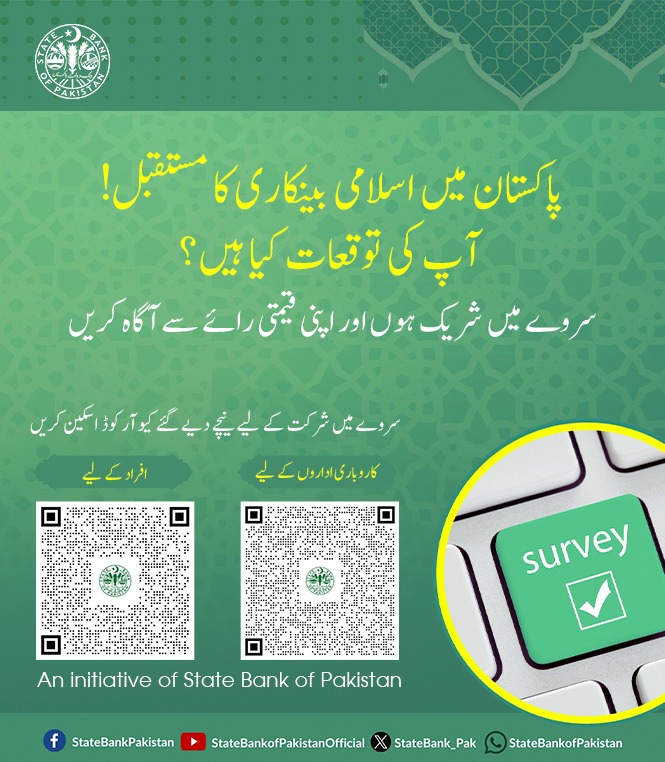 STATE BANK OF PAKISTAN
پاکستان میں اسلامی بینکاری کا مستقبل!
آپ کی توقعات کیا ہیں؟
سروے میں شریک ہوں اور اپنی قیمتی رائے سے آگاہ کریں
سروے میں شرکت کے لیے نیچے دیے گئے کیو آر کوڈ اسکین کریں
کاروباری اداروں کے لیے
افراد کے لیے
survey
An initiative of State Bank of Pakistan
StateBankPakistan StateBankofPakistanOfficial StateBank_Pak StateBankofPakistan